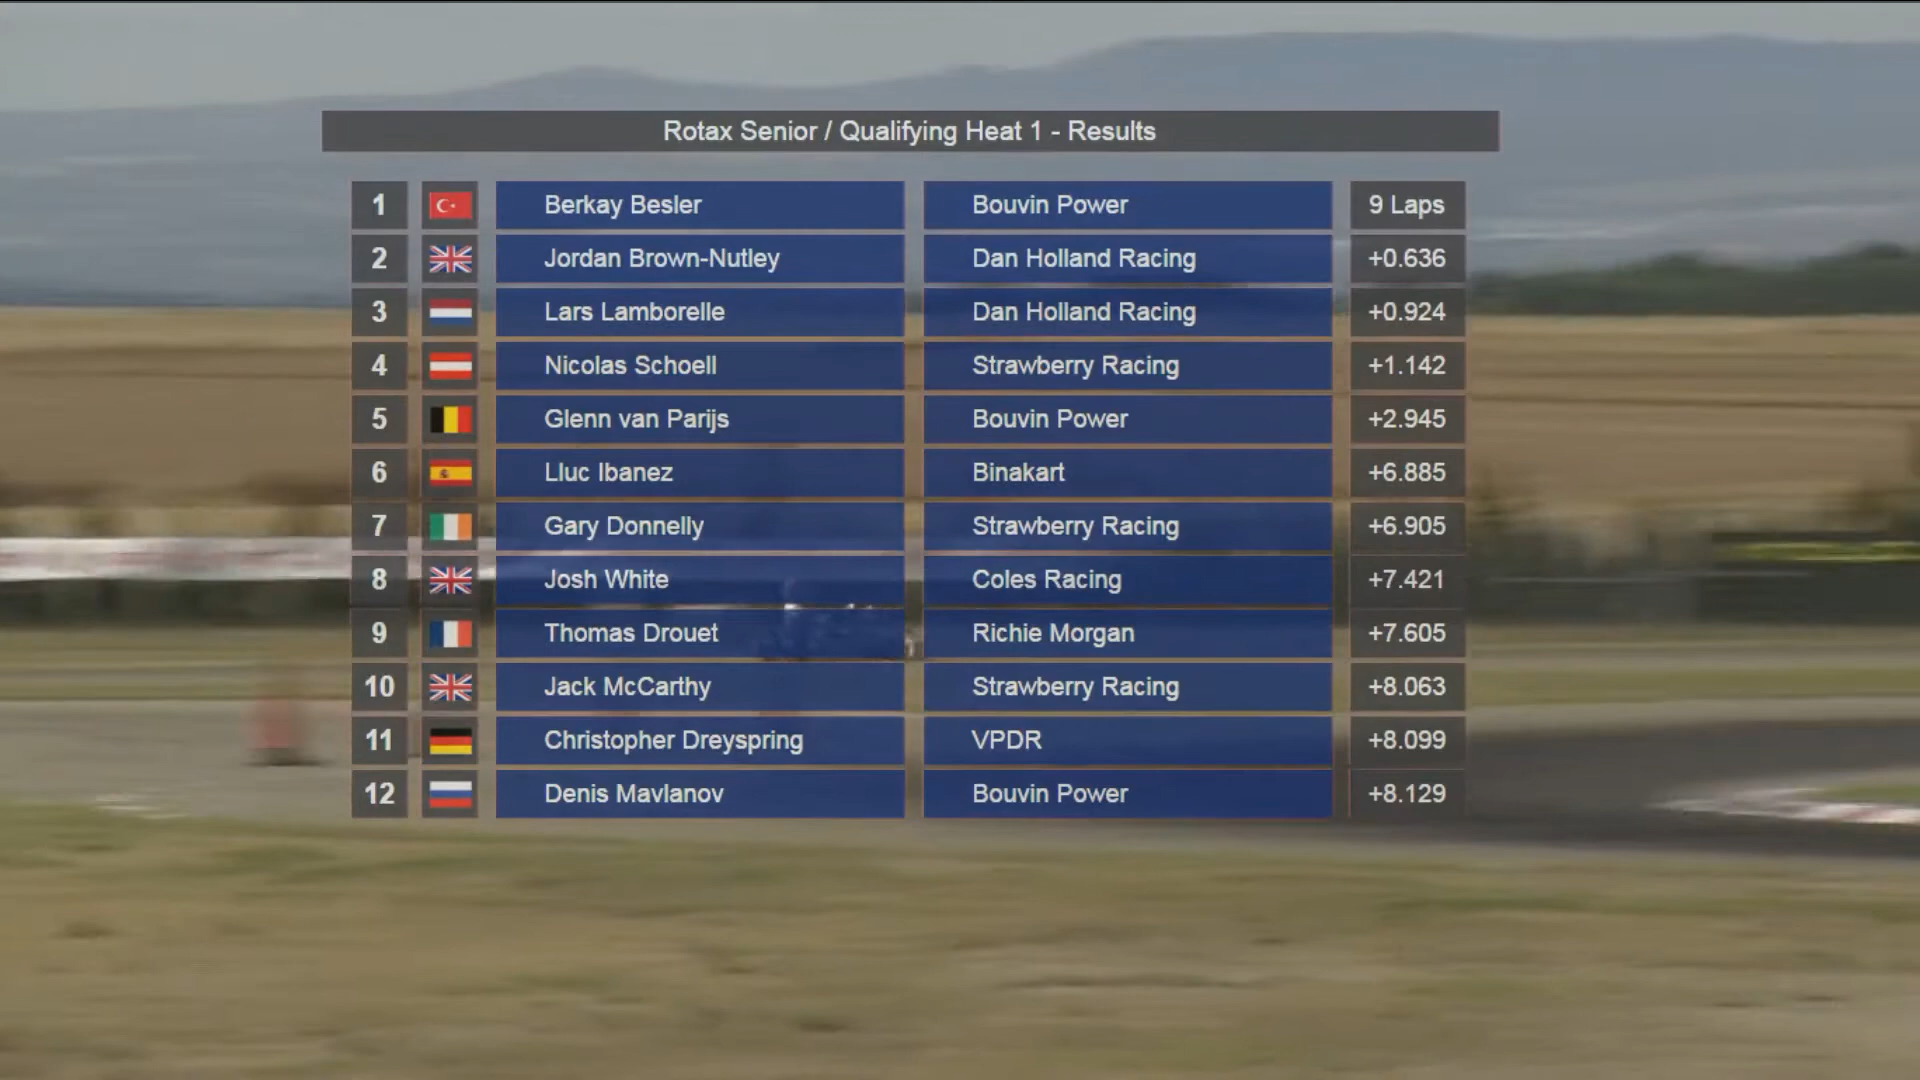 Rotax Senior / Qualifying Heat 1 - Results
1 Berkay Besler Bouvin Power 9 Laps
2 Jordan Brown-Nutley Dan Holland Racing +0.636
3 Lars Lamborelle Dan Holland Racing +0.924
4 Nicolas Schoell Strawberry Racing +1.142
5 Glenn van Parijs Bouvin Power +2.945
6 Lluc Ibanez Binakart +6.885
7 Gary Donnelly Strawberry Racing +6.905
8 Josh White Coles Racing +7.421
9 Thomas Drouet Richie Morgan +7.605
10 Jack McCarthy Strawberry Racing +8.063
11 Christopher Dreyspring VPDR +8.099
12 Denis Mavlanov Bouvin Power +8.129